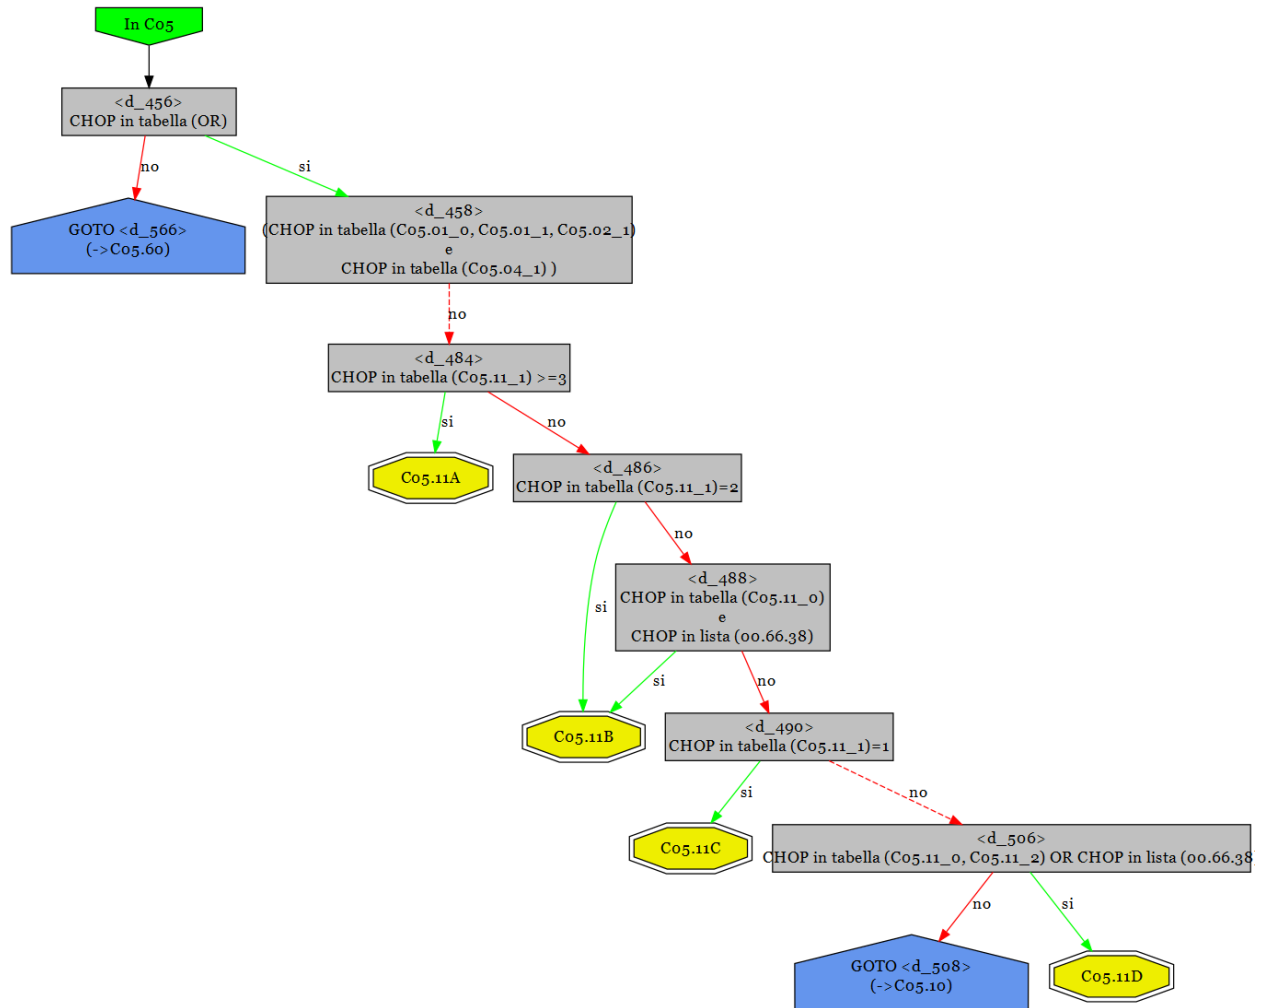 In C05
<d_456>
CHOP in tabella (OR)
no
si
GOTO <d_566>
(->C05.60)
<d_458>
(CHOP in tabella (C05.01_0, C05.01_1, C05.02_1)
e
CHOP in tabella (C05.04_1) )
no
<d_484>
CHOP in tabella (C05.11_1) >=3
si
no
C05.11A
<d_486>
CHOP in tabella (C05.11_1)=2
no
si
<d_488>
CHOP in tabella (C05.11_0)
e
CHOP in lista (00.66.38)
si
no
C05.11B
<d_490>
CHOP in tabella (C05.11_1)=1
si
no
C05.11C
<d_506>
CHOP in tabella (C05.11_0, C05.11_2) OR CHOP in lista (00.66.38
no
si
GOTO <d_508>
(->C05.10)
C05.11D